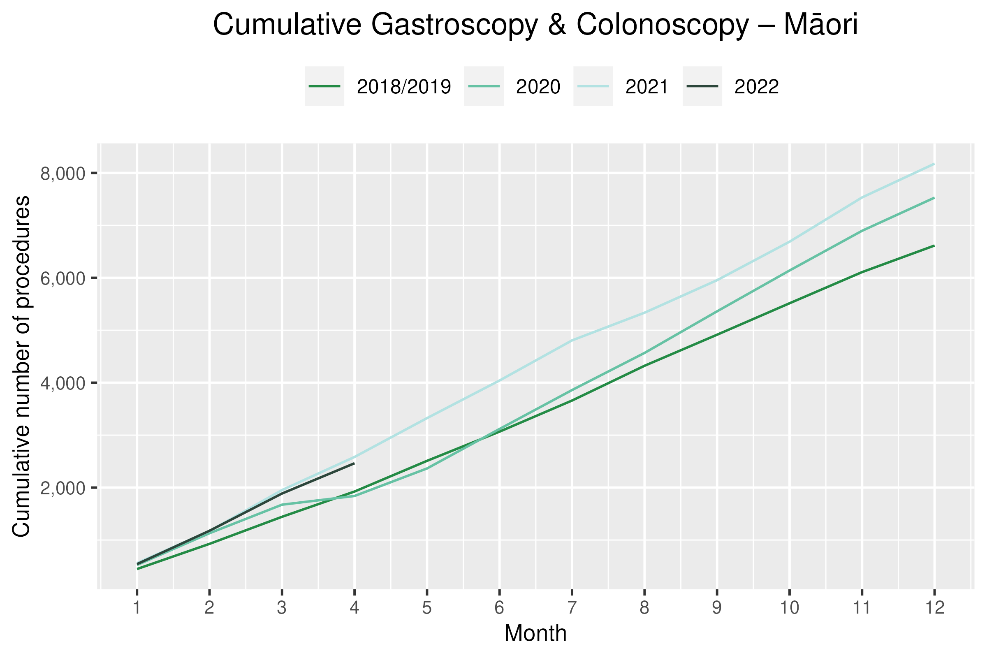 Cumulative Gastroscopy & Colonoscopy – Māori
2018/2019 2020 2021 2022
Cumulative number of procedures
8,000
6,000
4,000
2,000
1 2 3 4 5 6 7 8 9 10 11 12
Month